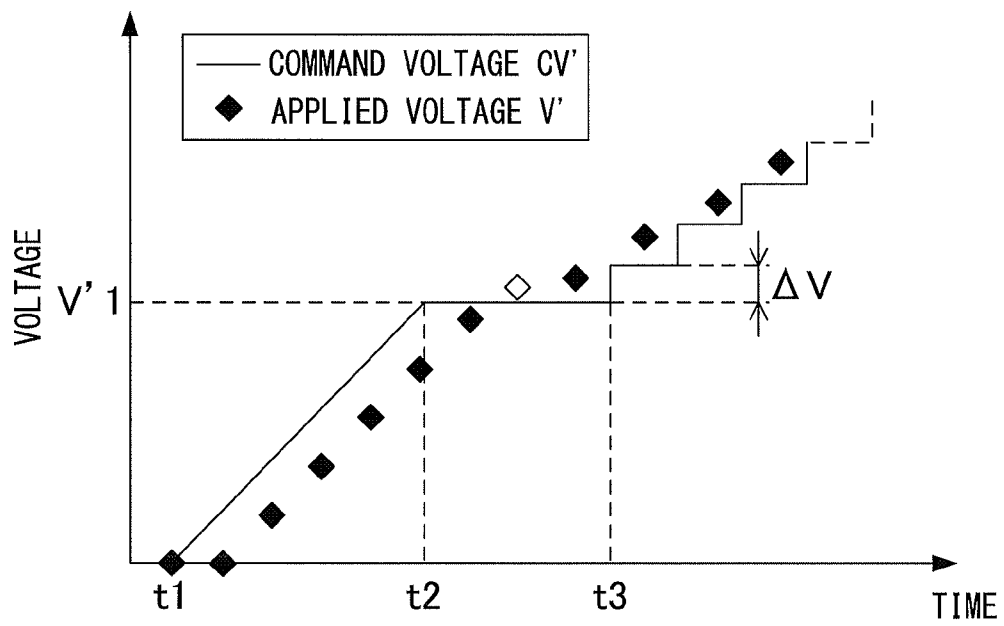 COMMAND VOLTAGE CV'
APPLIED VOLTAGE V'
VOLTAGE
V'1
ΔV
t1
t2
t3
TIME